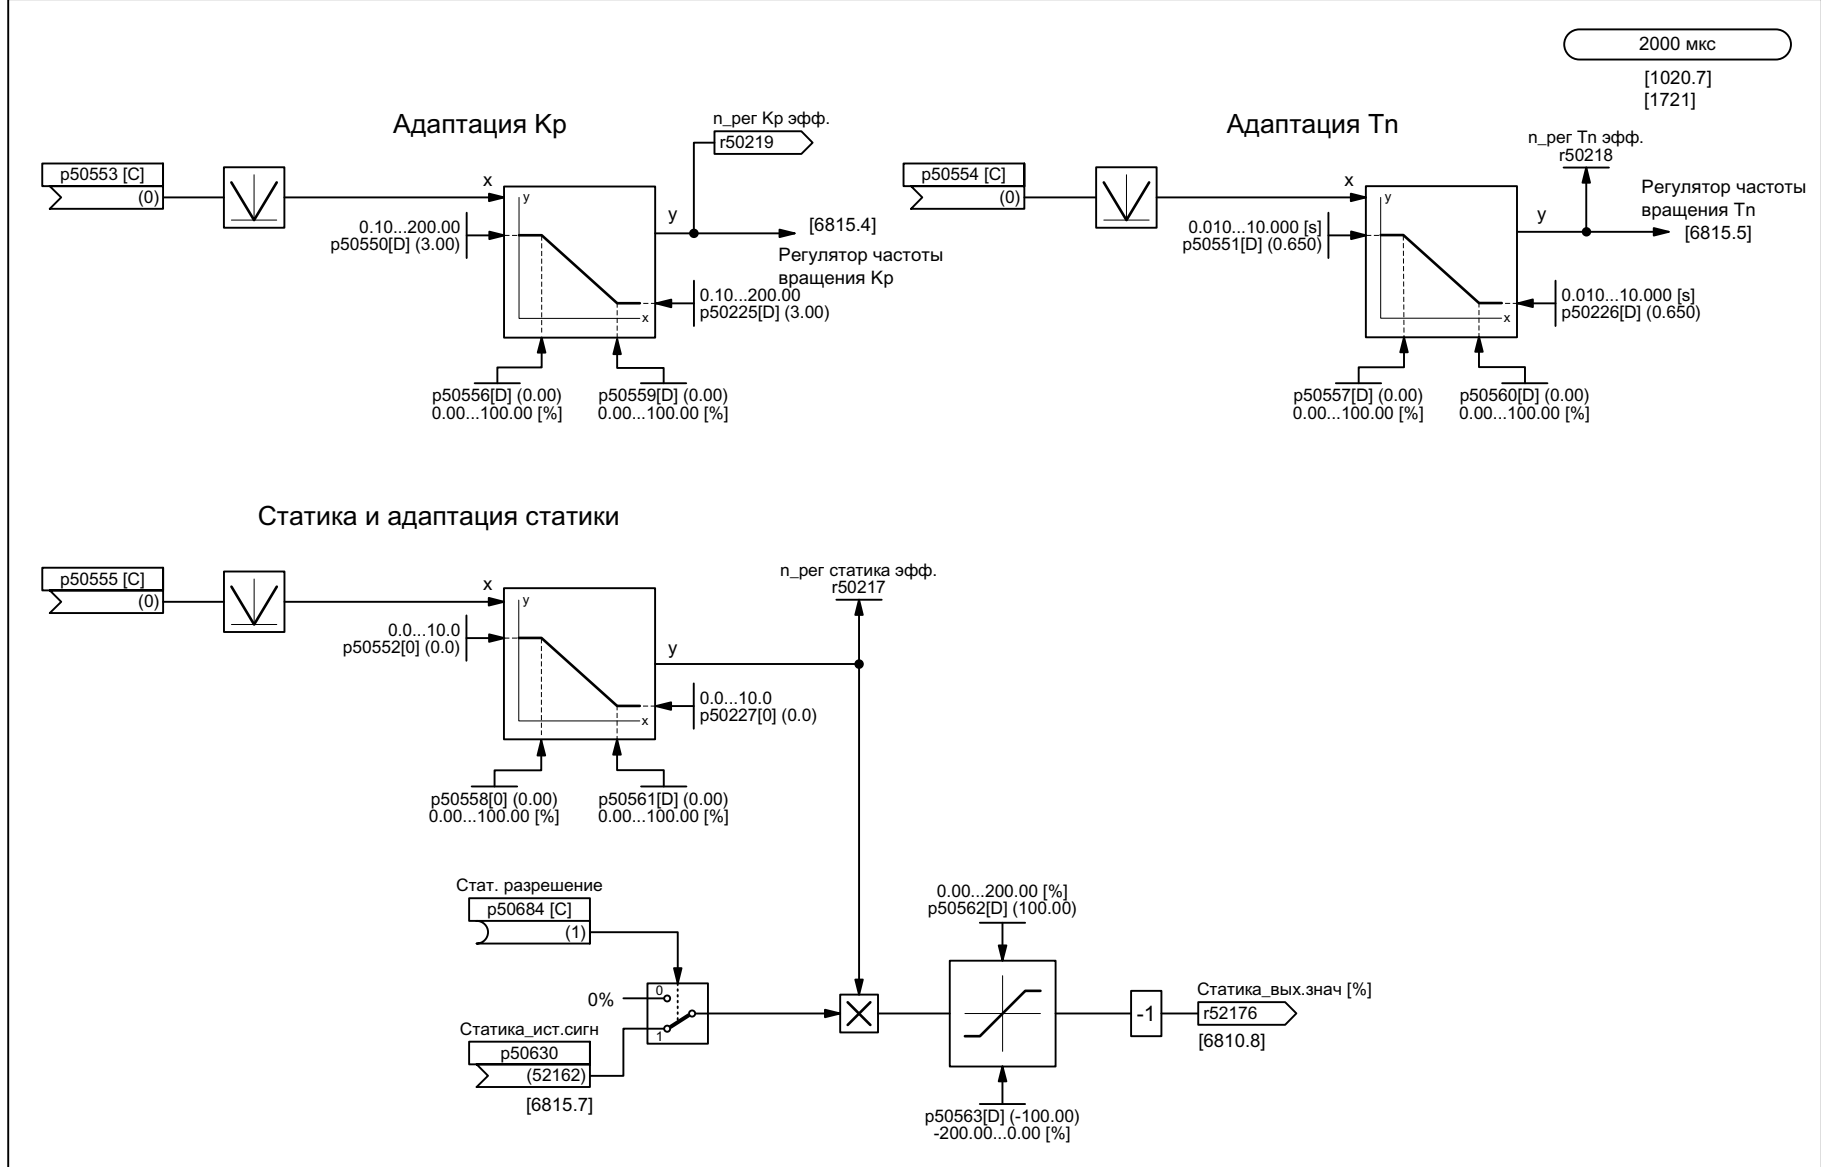 2000 мкс
[1020.7]
[1721]
Адаптация Kp
n_рег Kp эфф.
r50219
p50553 [C]
(0)
x
y
x
0.10...200.00
p50550[D] (3.00)
y
[6815.4]
Регулятор частоты
вращения Kp
0.10...200.00
p50225[D] (3.00)
p50556[D] (0.00)
0.00...100.00 [%]
p50559[D] (0.00)
0.00...100.00 [%]
Адаптация Tn
n_рег Tn эфф.
r50218
p50554 [C]
(0)
x
y
x
0.010...10.000 [s]
p50551[D] (0.650)
y
Регулятор частоты
вращения Tn
[6815.5]
0.010...10.000 [s]
p50226[D] (0.650)
p50557[D] (0.00)
0.00...100.00 [%]
p50560[D] (0.00)
0.00...100.00 [%]
Статика и адаптация статики
n_рег статика эфф.
r50217
p50555 [C]
(0)
x
y
x
0.0...10.0
p50552[0] (0.0)
y
0.0...10.0
p50227[0] (0.0)
p50558[0] (0.00)
0.00...100.00 [%]
p50561[D] (0.00)
0.00...100.00 [%]
Стат. разрешение
p50684 [C]
(1)
0%
0
1
Статика_ист.сигн
p50630
(52162)
[6815.7]
0.00...200.00 [%]
p50562[D] (100.00)
p50563[D] (-100.00)
-200.00...0.00 [%]
-1
Статика_вых.знач [%]
r52176
[6810.8]